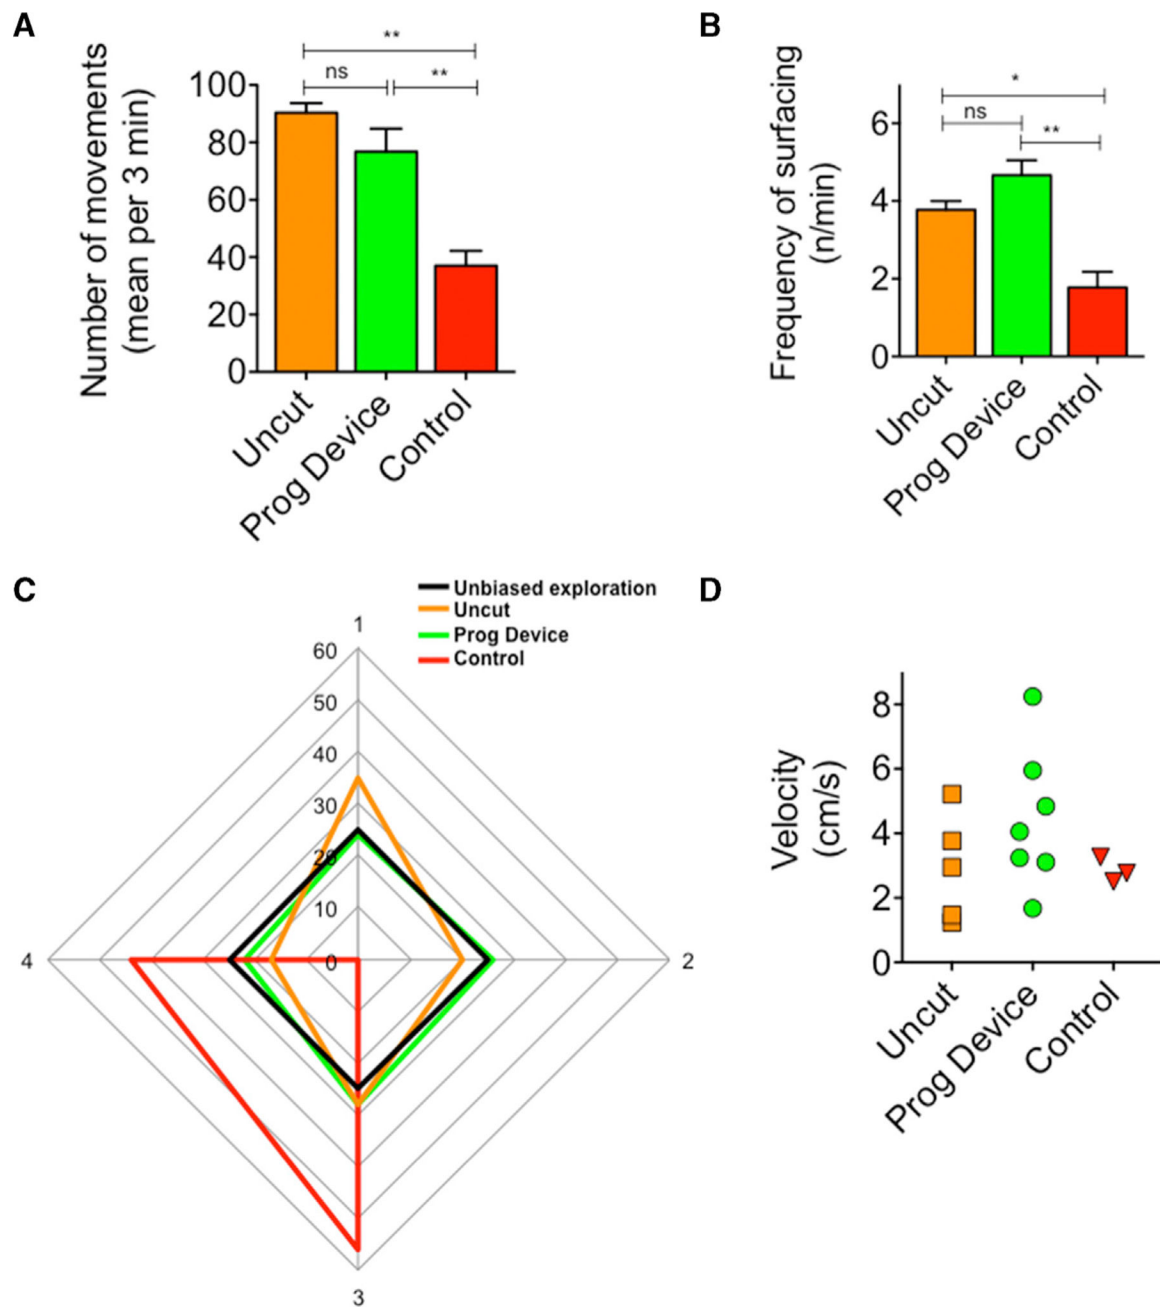 A
Number of movements
(mean per 3 min)
**
ns
**
100
80
60
40
20
0
Uncut
Prog Device
Control
B
Frequency of surfacing
(n/min)
*
ns
**
6
4
2
0
Uncut
Prog Device
Control
C
Unbiased exploration
Uncut
Prog Device
Control
1
60
50
40
30
20
10
0
4
2
3
D
Velocity
(cm/s)
8
6
4
2
0
Uncut
Prog Device
Control